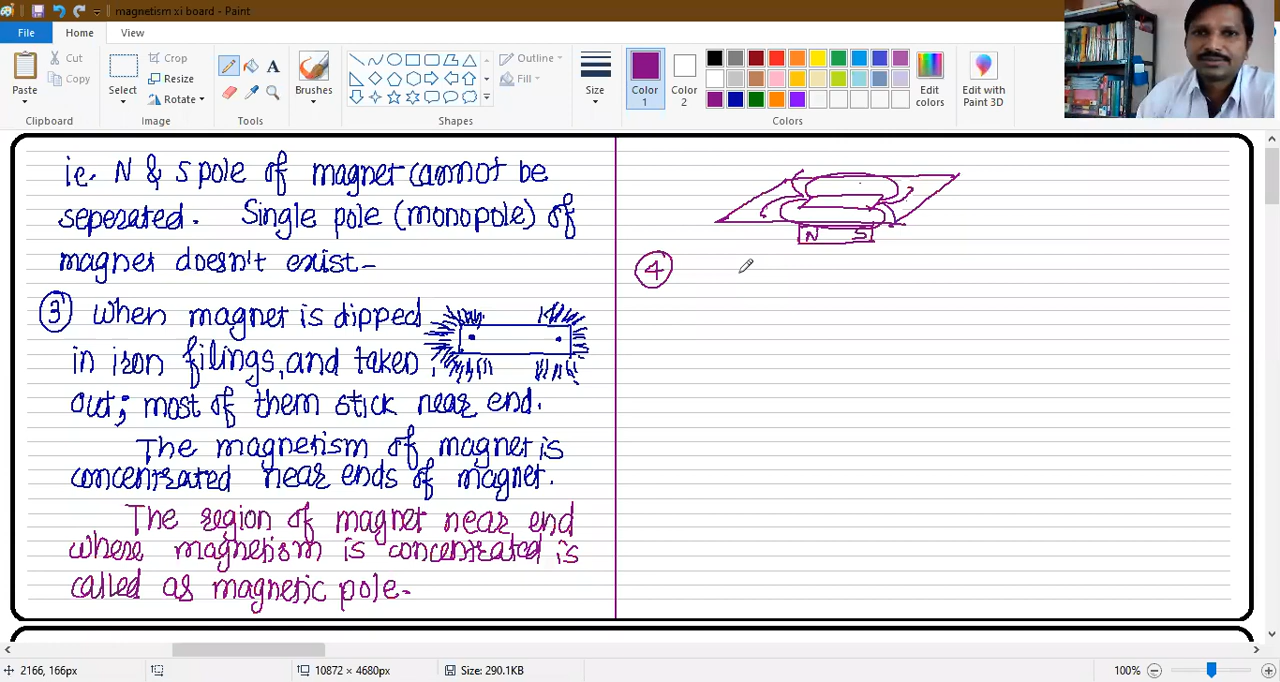 magnetism xi board - Paint
File
Home
View
Paste
Cut
Copy
Clipboard
Select
Crop
Resize
Rotate
Image
A
Tools
Brushes
Shapes
Outline
Fill
Size
Color 1
Color 2
Edit colors
Edit with Paint 3D
Colors
ie. N & S pole of magnet cannot be
seperated. Single pole (monopole) of
magnet doesn't exist-
3 When magnet is dipped
in iron filings, and taken
out; most of them stick near end.
The magnetism of magnet is
concentrated near ends of magnet.
The region of magnet near end
where magnetism is concentrated is
called as magnetic pole-
N S
4
2166, 166px
10872 × 4680px
Size: 290.1KB
100%